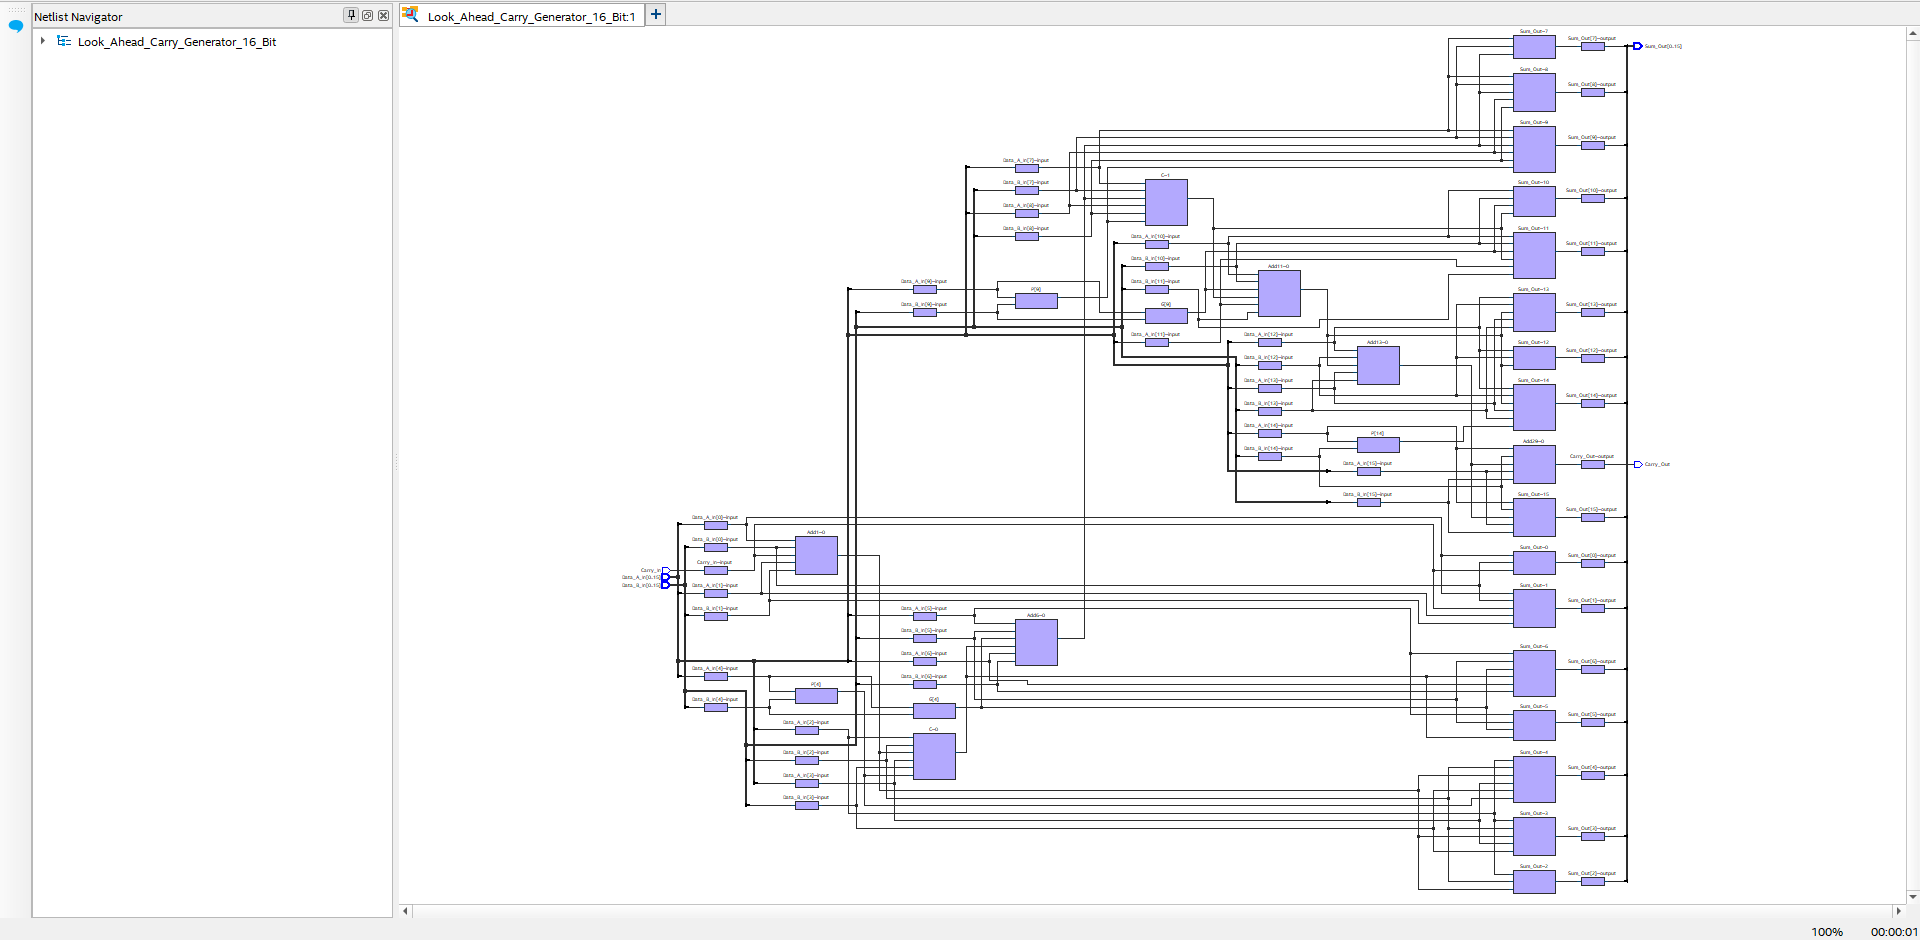 Netlist Navigator
Look_Ahead_Carry_Generator_16_Bit
Look_Ahead_Carry_Generator_16_Bit:1
Sum_Out~7
Sum_Out[7]~output
Sum_Out[0..15]
Sum_Out~8
Sum_Out[8]~output
Sum_Out~9
Sum_Out[9]~output
Data_A_In[7]~input
Data_B_In[7]~input
C~1
Sum_Out~10
Sum_Out[10]~output
Data_A_In[8]~input
Data_B_In[8]~input
Data_A_In[10]~input
Sum_Out~11
Sum_Out[11]~output
Data_B_In[10]~input
Add11~0
Data_A_In[9]~input
P[9]
Data_B_In[11]~input
Sum_Out~13
Sum_Out[13]~output
Data_B_In[9]~input
G[9]
Data_A_In[11]~input
Data_A_In[12]~input
Add13~0
Sum_Out~12
Sum_Out[12]~output
Data_B_In[12]~input
Data_A_In[13]~input
Sum_Out~14
Sum_Out[14]~output
Data_B_In[13]~input
Data_A_In[14]~input
P[14]
Data_B_In[14]~input
Add29~0
Carry_Out~output
Carry_Out
Data_A_In[15]~input
Data_B_In[15]~input
Sum_Out~15
Sum_Out[15]~output
Data_A_In[0]~input
Add1~0
Data_B_In[0]~input
Sum_Out~0
Sum_Out[0]~output
Carry_In
Carry_In~input
Data_A_In[0..15]
Data_B_In[0..15]
Data_A_In[1]~input
Sum_Out~1
Sum_Out[1]~output
Data_B_In[1]~input
Data_A_In[5]~input
Add6~0
Data_B_In[5]~input
Data_A_In[6]~input
Sum_Out~6
Sum_Out[6]~output
Data_A_In[4]~input
Data_B_In[6]~input
P[4]
Data_B_In[4]~input
G[4]
Sum_Out~5
Sum_Out[5]~output
Data_A_In[2]~input
C~0
Data_B_In[2]~input
Sum_Out~4
Sum_Out[4]~output
Data_A_In[3]~input
Data_B_In[3]~input
Sum_Out~3
Sum_Out[3]~output
Sum_Out~2
Sum_Out[2]~output
100%
00:00:01